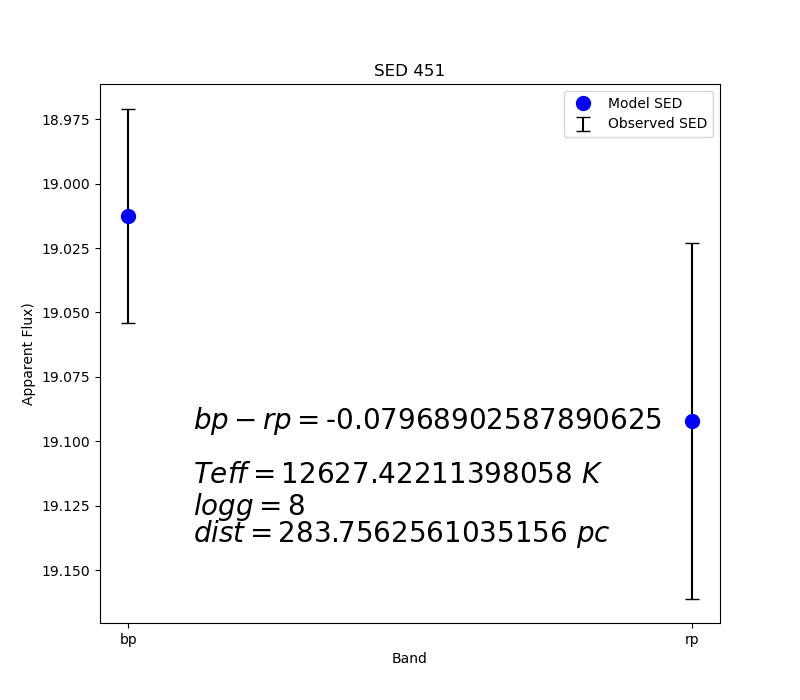 SED 451
Model SED
Observed SED
18.975
19.000
19.025
19.050
19.075
19.100
19.125
19.150
Apparent Flux)
bp − rp = -0.07968902587890625
Teff = 12627.42211398058 K
logg = 8
dist = 283.7562561035156 pc
bp
rp
Band